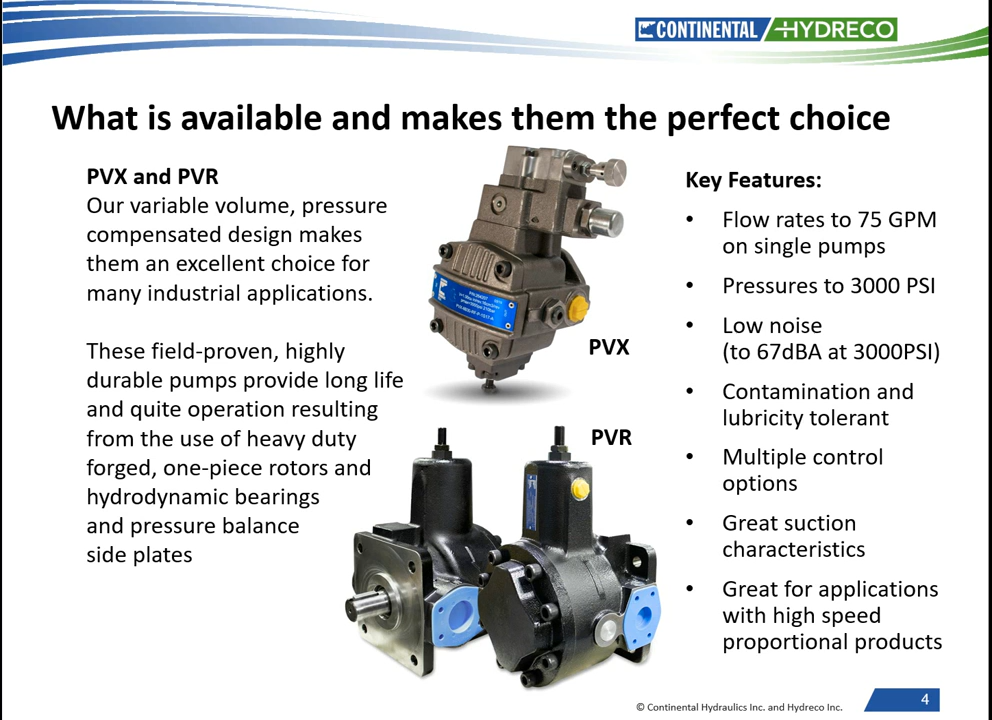 CONTINENTAL HYDRECO
What is available and makes them the perfect choice
PVX and PVR
Our variable volume, pressure
compensated design makes
them an excellent choice for
many industrial applications.
These field-proven, highly
durable pumps provide long life
and quite operation resulting
from the use of heavy duty
forged, one-piece rotors and
hydrodynamic bearings
and pressure balance
side plates
PVX
PVR
Key Features:
• Flow rates to 75 GPM
on single pumps
• Pressures to 3000 PSI
• Low noise
(to 67dBA at 3000PSI)
• Contamination and
lubricity tolerant
• Multiple control
options
• Great suction
characteristics
• Great for applications
with high speed
proportional products
© Continental Hydraulics Inc. and Hydreco Inc.
4